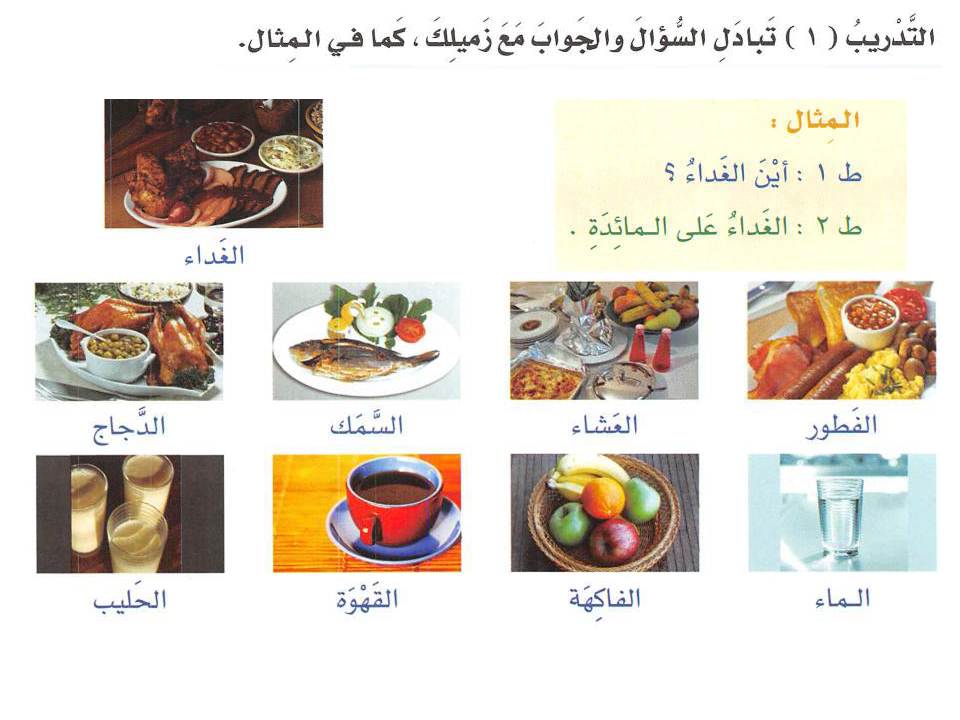 التَّدْريبُ ( ١ ) تَبادَلِ السُّؤالَ والجَوابَ مَعَ زَميلِكَ ، كَما في المِثال.
المِثال :
ط ١ : أيْنَ الغَداءُ ؟
ط ٢ : الغَداءُ عَلى المائِدَةِ .
الغَداء
الفَطور
العَشاء
السَّمَك
الدَّجاج
الماء
الفاكِهَة
القَهْوَة
الحَليب